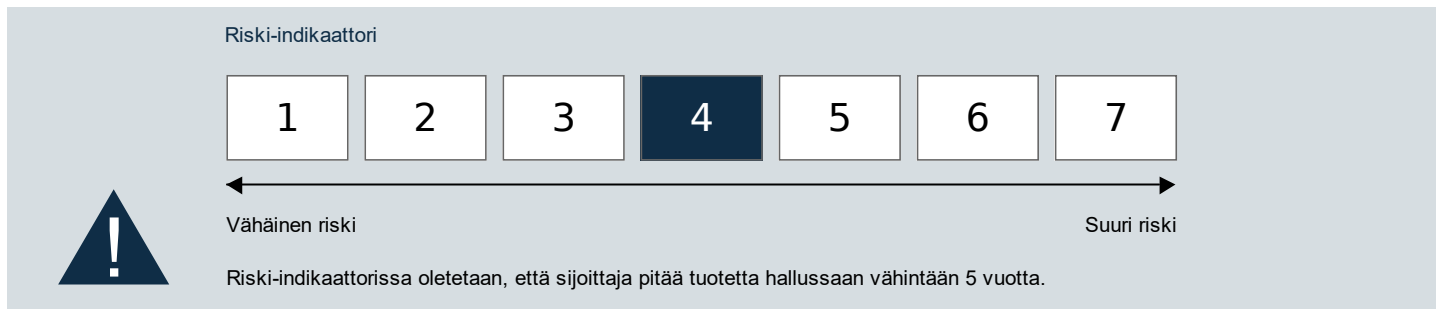 Riski-indikaattori
1 2 3 4 5 6 7
!
Vähäinen riski Suuri riski
Riski-indikaattorissa oletetaan, että sijoittaja pitää tuotetta hallussaan vähintään 5 vuotta.